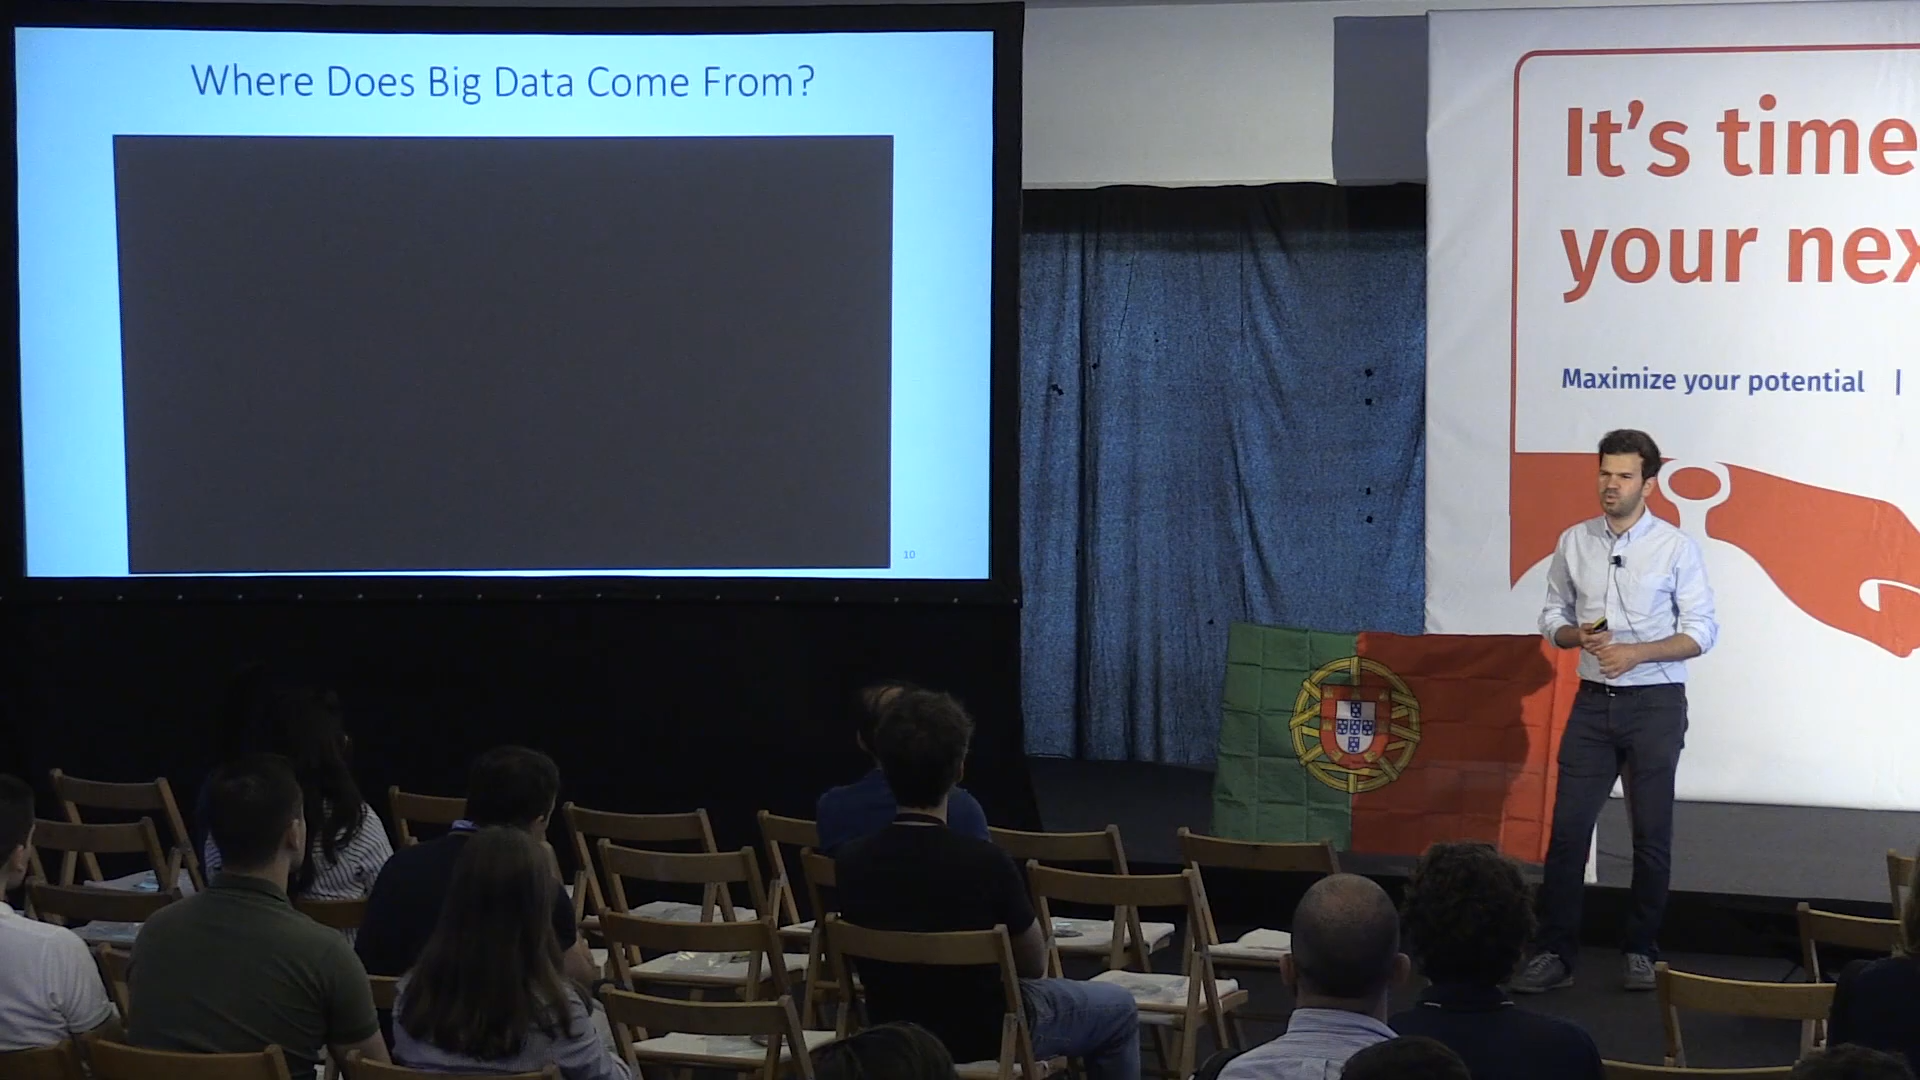 Where Does Big Data Come From?
10
It's time
your nex
Maximize your potential |